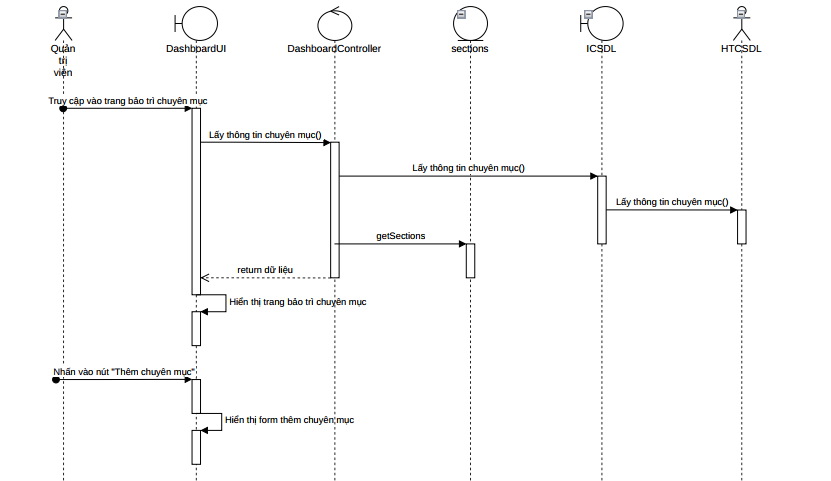 Quản
trị
viên
DashbpardUI
DashboardController
sections
ICSDL
HTCSDL
Truy cập vào trang bảo trì chuyên mục
Lấy thông tin chuyên mục()
Lấy thông tin chuyên mục()
Lấy thông tin chuyên mục()
getSections
return dữ liệu
Hiển thị trang bảo trì chuyên mục
Nhấn vào nút "Thêm chuyên mục"
Hiển thị form thêm chuyên mục